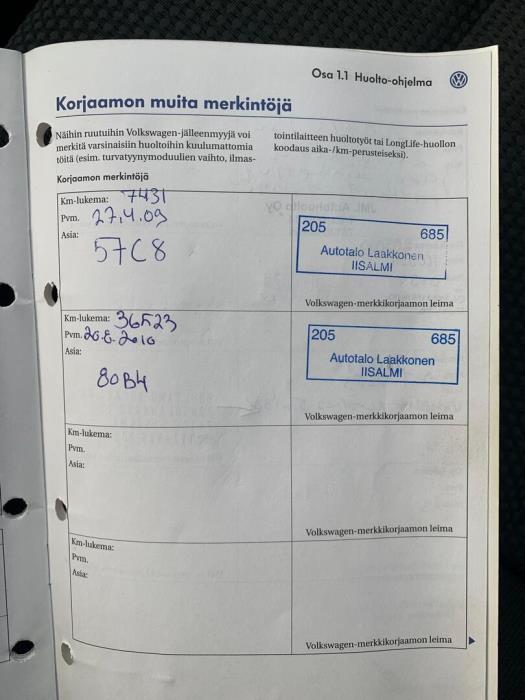 Osa 1.1 Huolto-ohjelma
Korjaamon muita merkintöjä
Näihin ruutuihin Volkswagen-jälleenmyyjä voi
merkitä varsinaisiin huoltoihin kuulumattomia
töitä (esim. turvatyynymoduulien vaihto, ilmas-
tointilaitteen huoltotyöt tai LongLife-huollon
koodaus aika-/km-perusteiseksi).
Korjaamon merkintöjä
Km-lukema: 7431
Pvm. 27.4.09
Asia:
57C8
205 685
Autotalo Laakkonen
IISALMI
Volkswagen-merkkikorjaamon leima
Km-lukema: 36523
Pvm. 26.8.2010
Asia:
80B4
205 685
Autotalo Laakkonen
IISALMI
Volkswagen-merkkikorjaamon leima
Km-lukema:
Pvm.
Asia:
Volkswagen-merkkikorjaamon leima
Km-lukema:
Pvm.
Asia:
Volkswagen-merkkikorjaamon leima